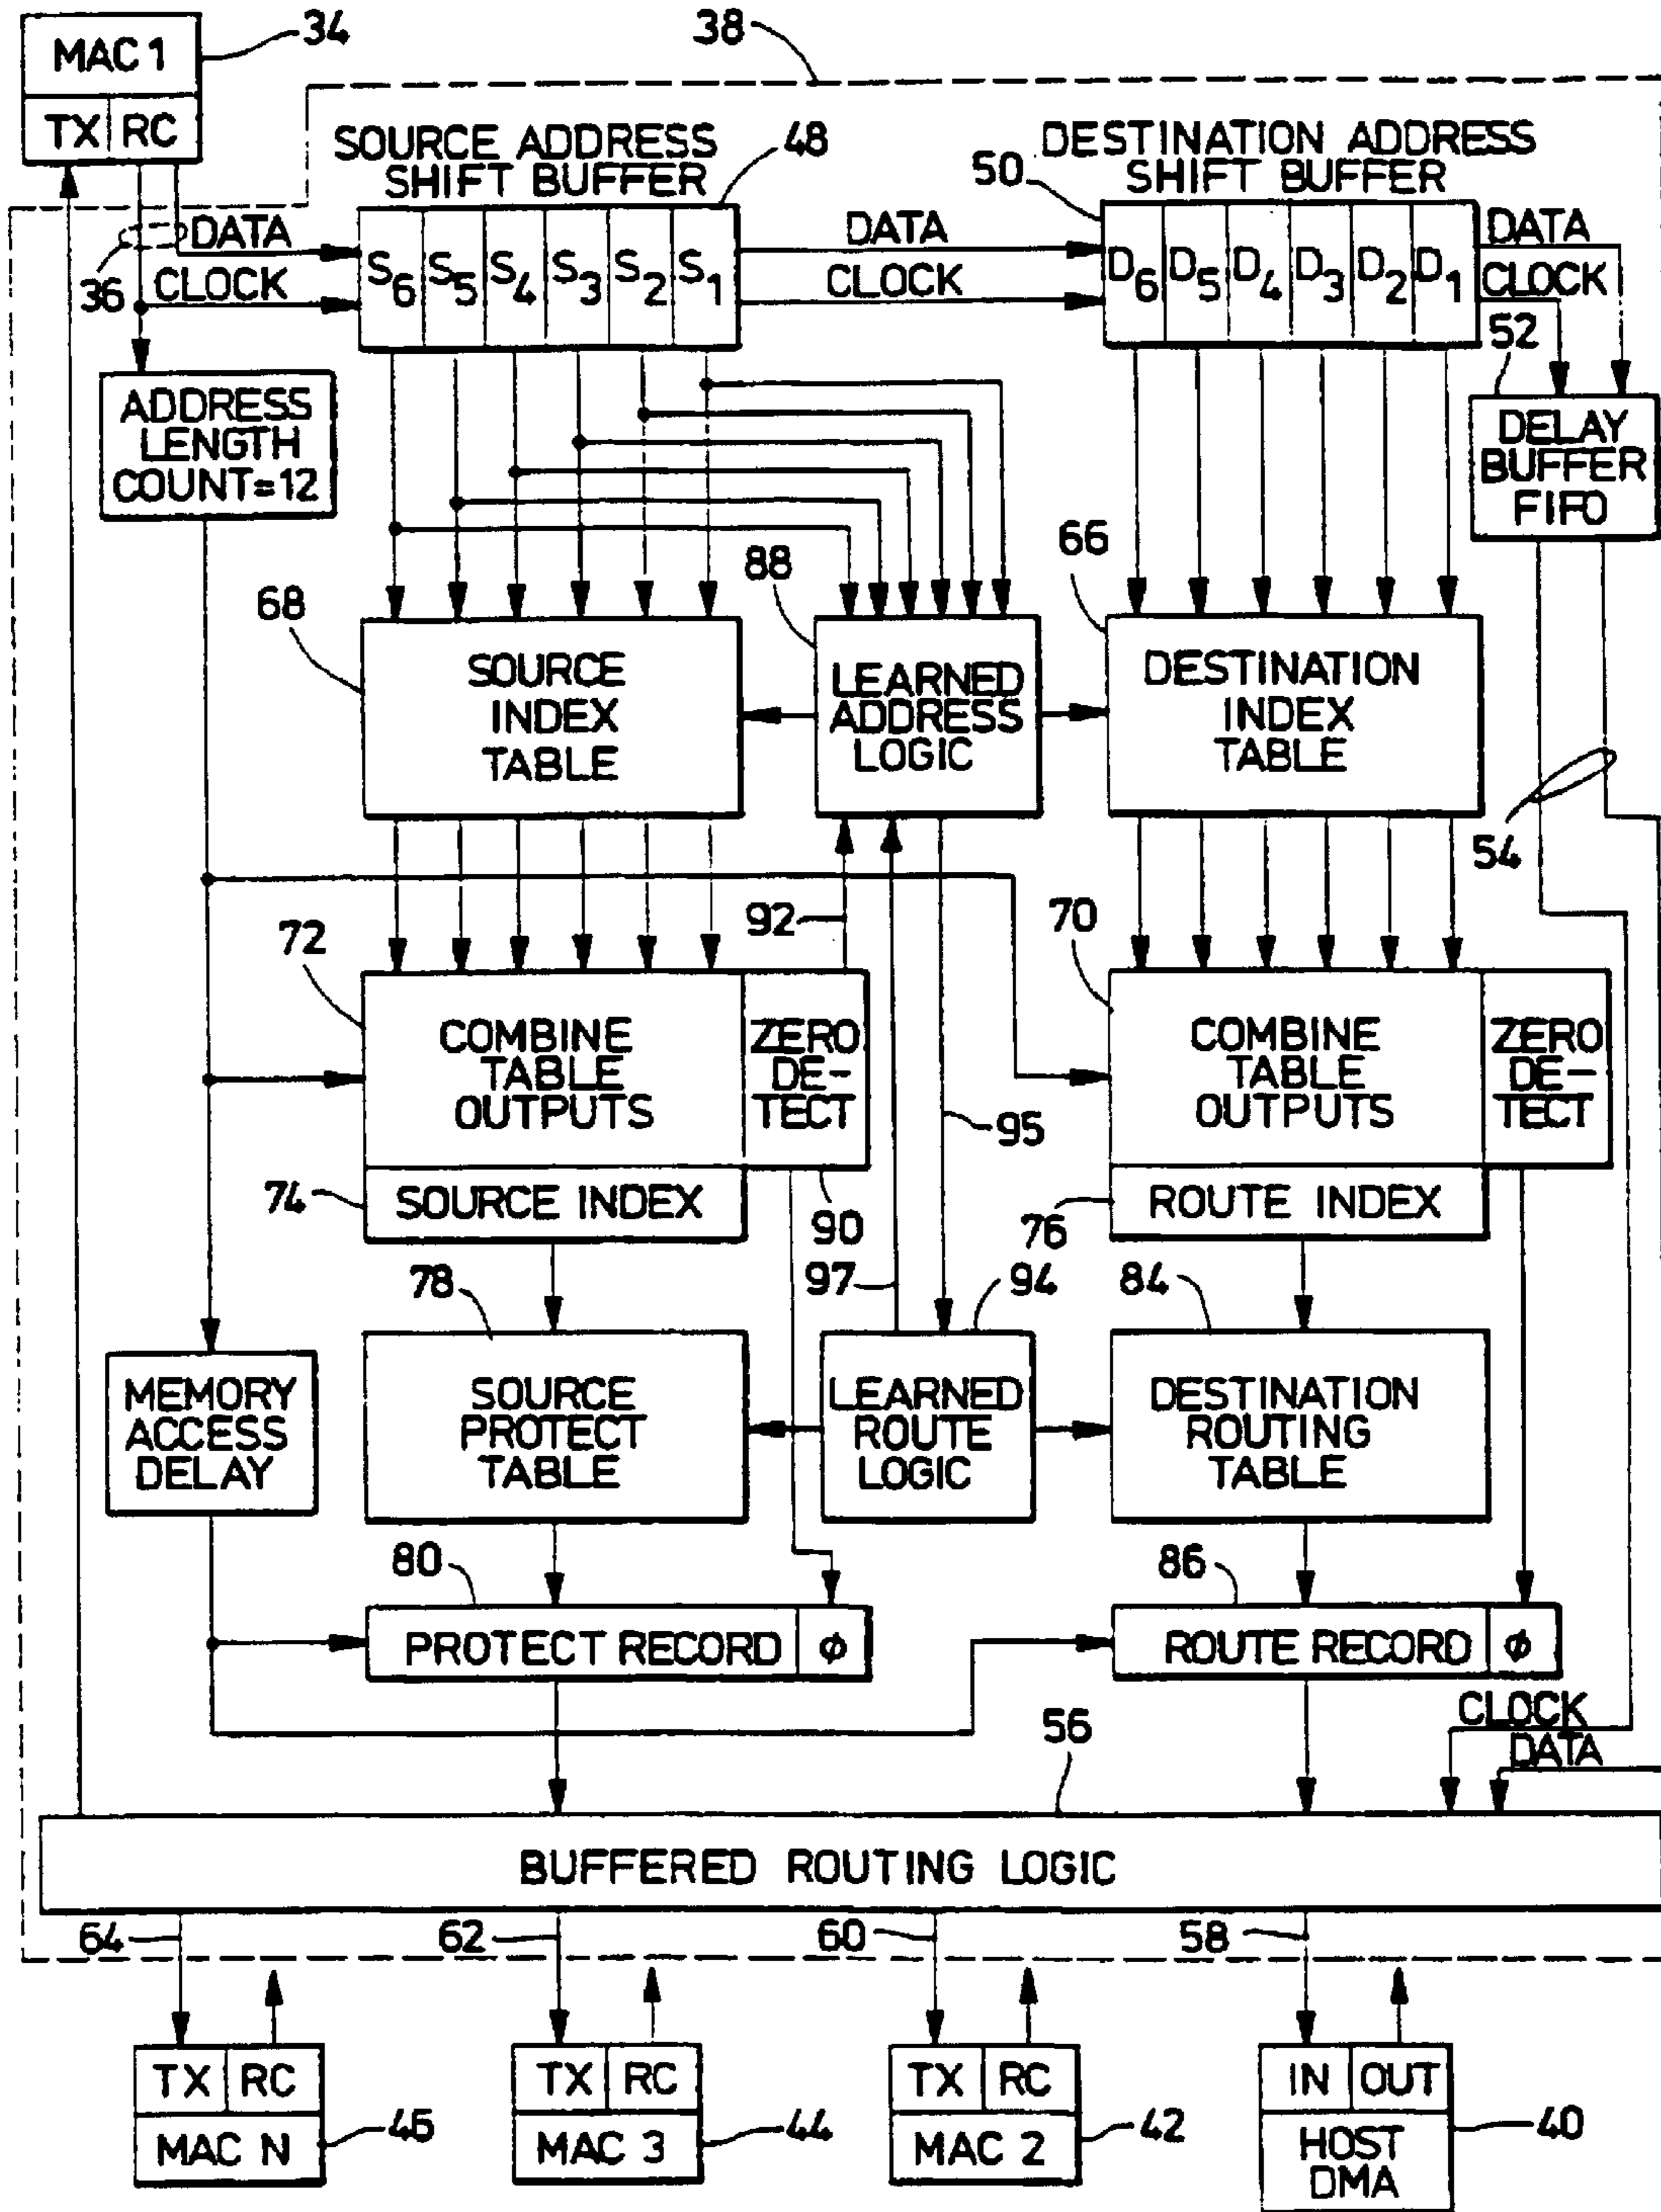 34
38
MAC 1
TX RC
SOURCE ADDRESS
SHIFT BUFFER
48
DESTINATION ADDRESS
SHIFT BUFFER
50
DATA
CLOCK
36
S6 S5 S4 S3 S2 S1
DATA
CLOCK
D6 D5 D4 D3 D2 D1
DATA
CLOCK
52
ADDRESS
LENGTH
COUNT=12
DELAY
BUFFER
FIFO
68
88
66
SOURCE
INDEX
TABLE
LEARNED
ADDRESS
LOGIC
DESTINATION
INDEX
TABLE
54
72
92
70
COMBINE
TABLE
OUTPUTS
ZERO
DE-
TECT
95
COMBINE
TABLE
OUTPUTS
ZERO
DE-
TECT
74
SOURCE INDEX
90
76
ROUTE INDEX
78
97
94
84
MEMORY
ACCESS
DELAY
SOURCE
PROTECT
TABLE
LEARNED
ROUTE
LOGIC
DESTINATION
ROUTING
TABLE
80
86
PROTECT RECORD ϕ
ROUTE RECORD ϕ
CLOCK
DATA
56
BUFFERED ROUTING LOGIC
64
62
60
58
TX RC
MAC N
46
TX RC
MAC 3
44
TX RC
MAC 2
42
IN OUT
HOST
DMA
40